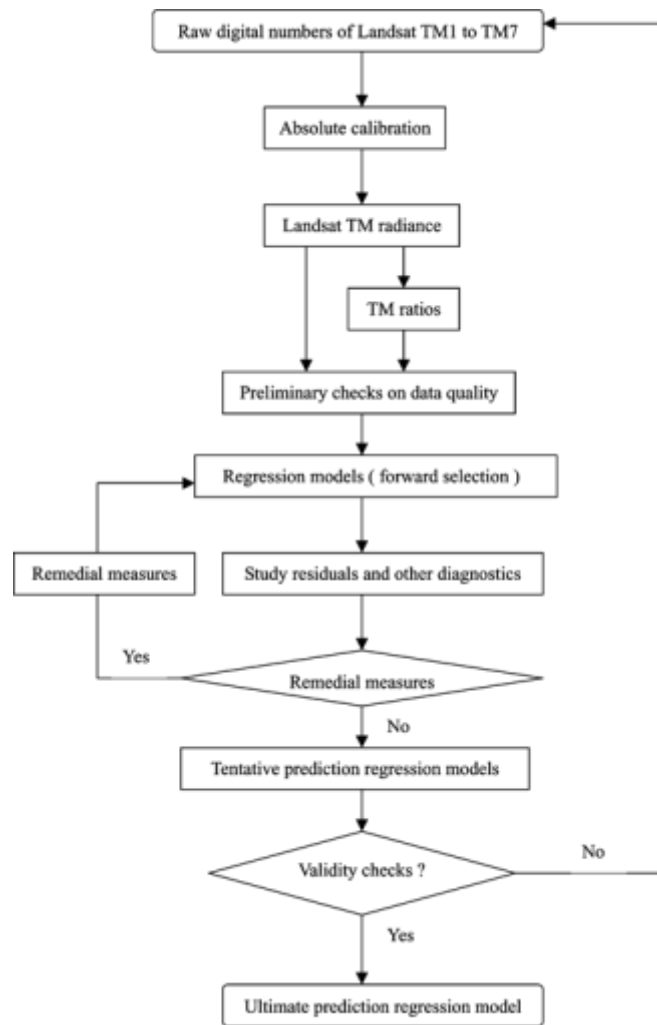 Raw digital numbers of Landsat TM1 to TM7
Absolute calibration
Landsat TM radiance
TM ratios
Preliminary checks on data quality
Regression models ( forward selection )
Remedial measures
Study residuals and other diagnostics
Yes
Remedial measures
No
Tentative prediction regression models
Validity checks ?
No
Yes
Ultimate prediction regression model